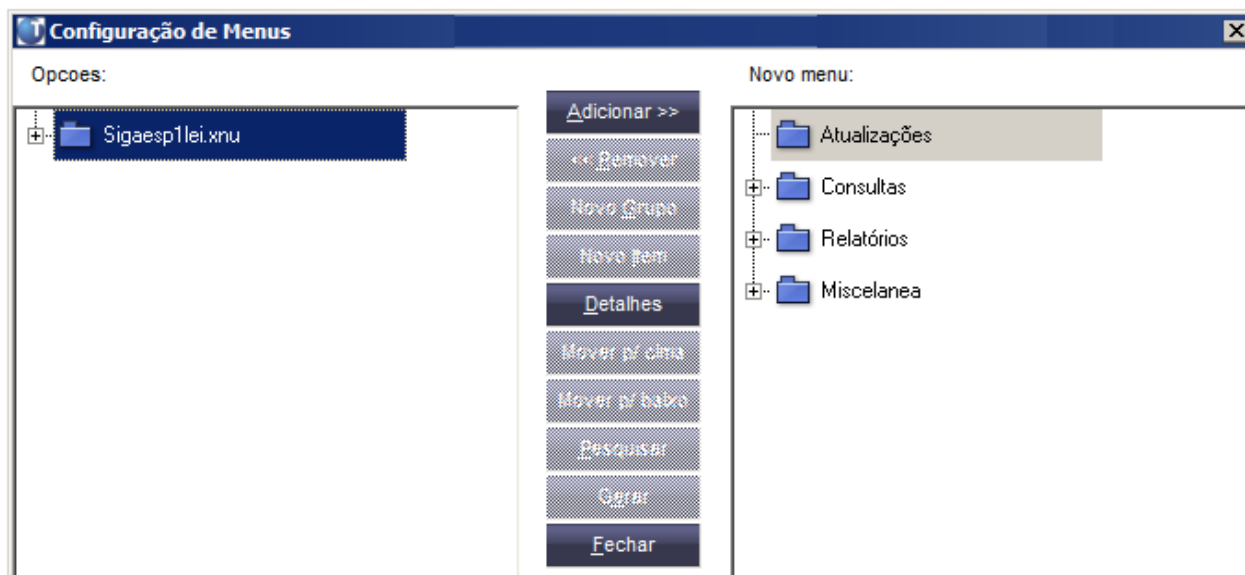 Configuração de Menus
Opcoes:
Novo menu:
Sigaesp1lei.xnu
Adicionar >>
<< Remover
Novo Grupo
Novo Item
Detalhes
Mover p/ cima
Mover p/ baixo
Pesquisar
Gerar
Fechar
Atualizações
Consultas
Relatórios
Miscelanea